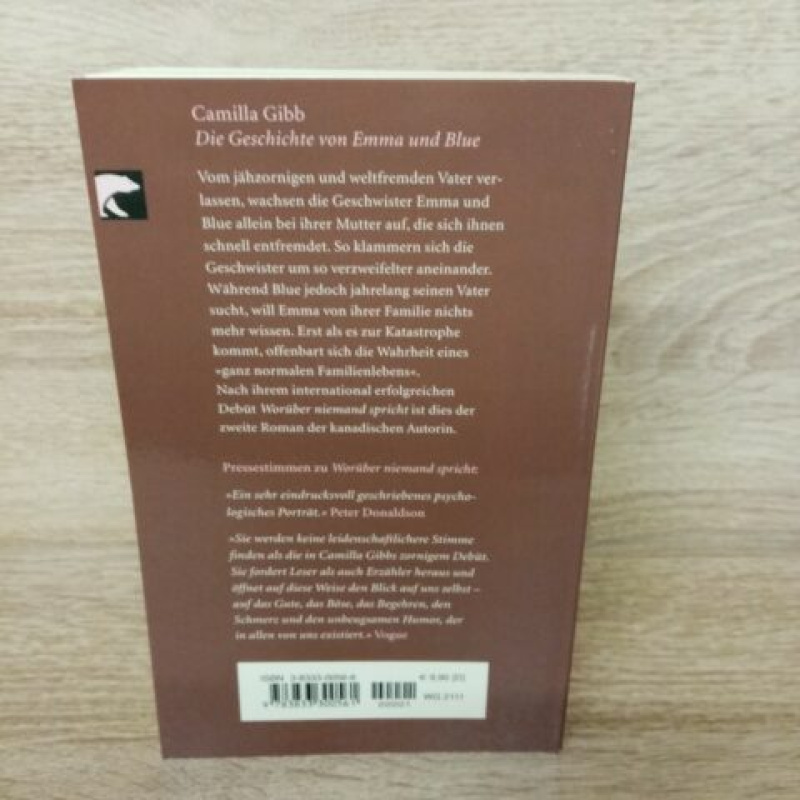 Camilla Gibb
Die Geschichte von Emma und Blue
Vom jähzornigen und weltfremden Vater ver-
lassen, wachsen die Geschwister Emma und
Blue allein bei ihrer Mutter auf, die sich ihnen
schnell entfremdet. So klammern sich die
Geschwister um so verzweifelter aneinander.
Während Blue jedoch jahrelang seinen Vater
sucht, will Emma von ihrer Familie nichts
mehr wissen. Erst als es zur Katastrophe
kommt, offenbart sich die Wahrheit eines
»ganz normalen Familienlebens«.
Nach ihrem international erfolgreichen
Debüt Worüber niemand spricht ist dies der
zweite Roman der kanadischen Autorin.
Pressestimmen zu Worüber niemand spricht:
»Ein sehr eindrucksvoll geschriebenes psycho-
logisches Porträt.« Peter Donaldson
»Sie werden keine leidenschaftlichere Stimme
finden als die in Camilla Gibbs zornigem Debüt.
Sie fordert Leser als auch Erzähler heraus und
öffnet auf diese Weise den Blick auf uns selbst –
auf das Gute, das Böse, das Begehren, den
Schmerz und den unbeugsamen Humor, der
in allen von uns existiert.« Vogue
ISBN
WG 2111